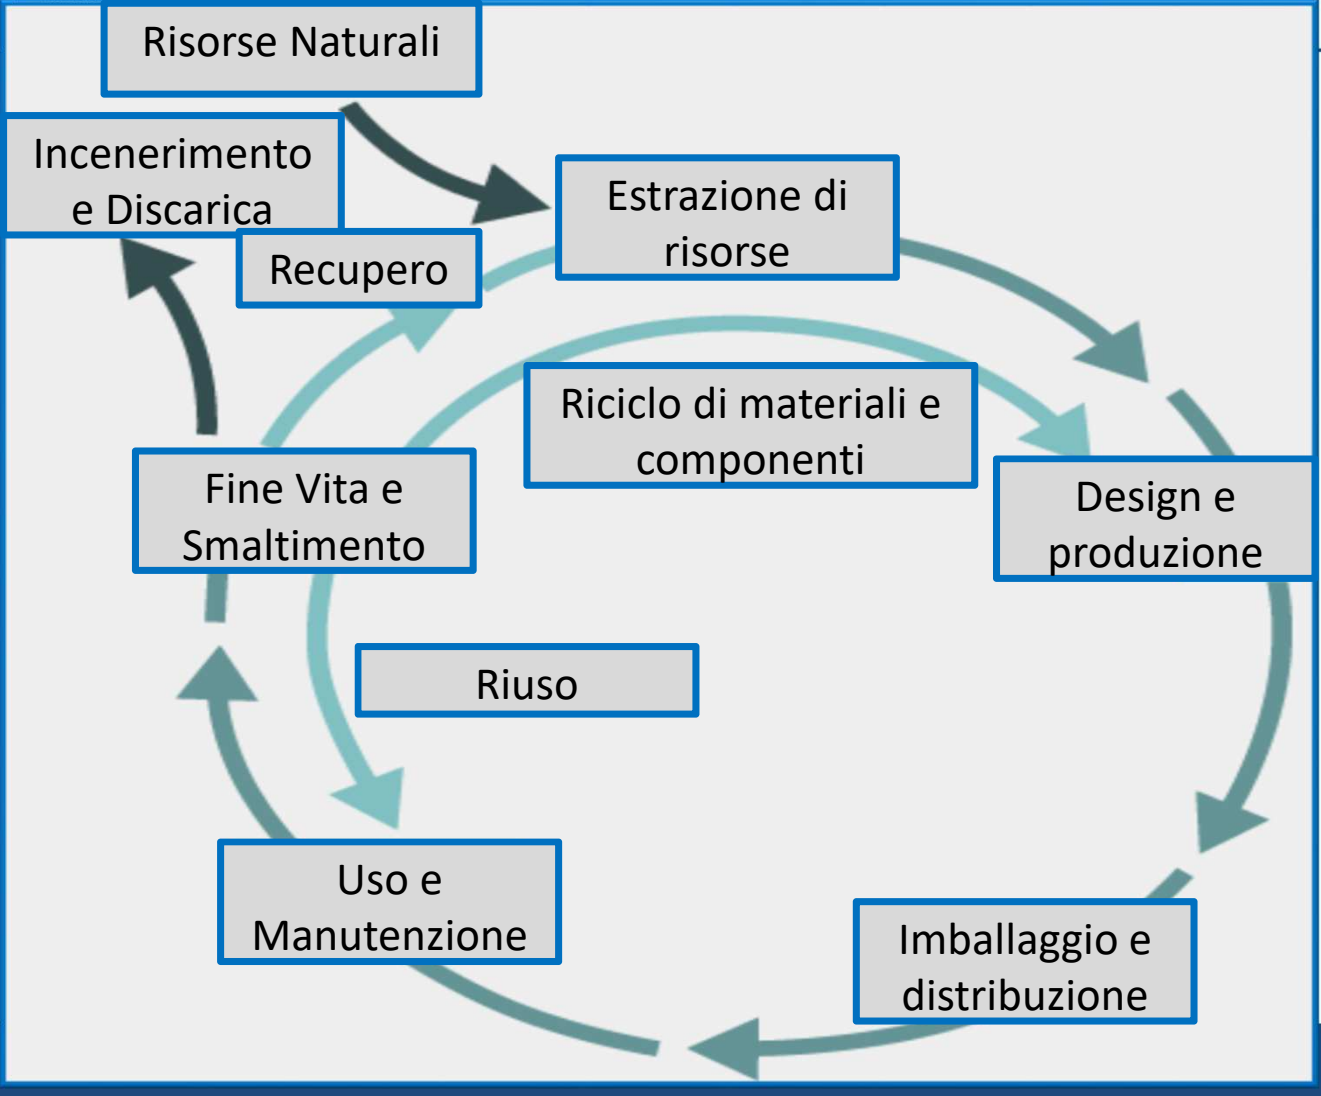 Risorse Naturali
Incenerimento
e Discarica
Estrazione di
risorse
Recupero
Riciclo di materiali e
componenti
Fine Vita e
Smaltimento
Design e
produzione
Riuso
Uso e
Manutenzione
Imballaggio e
distribuzione